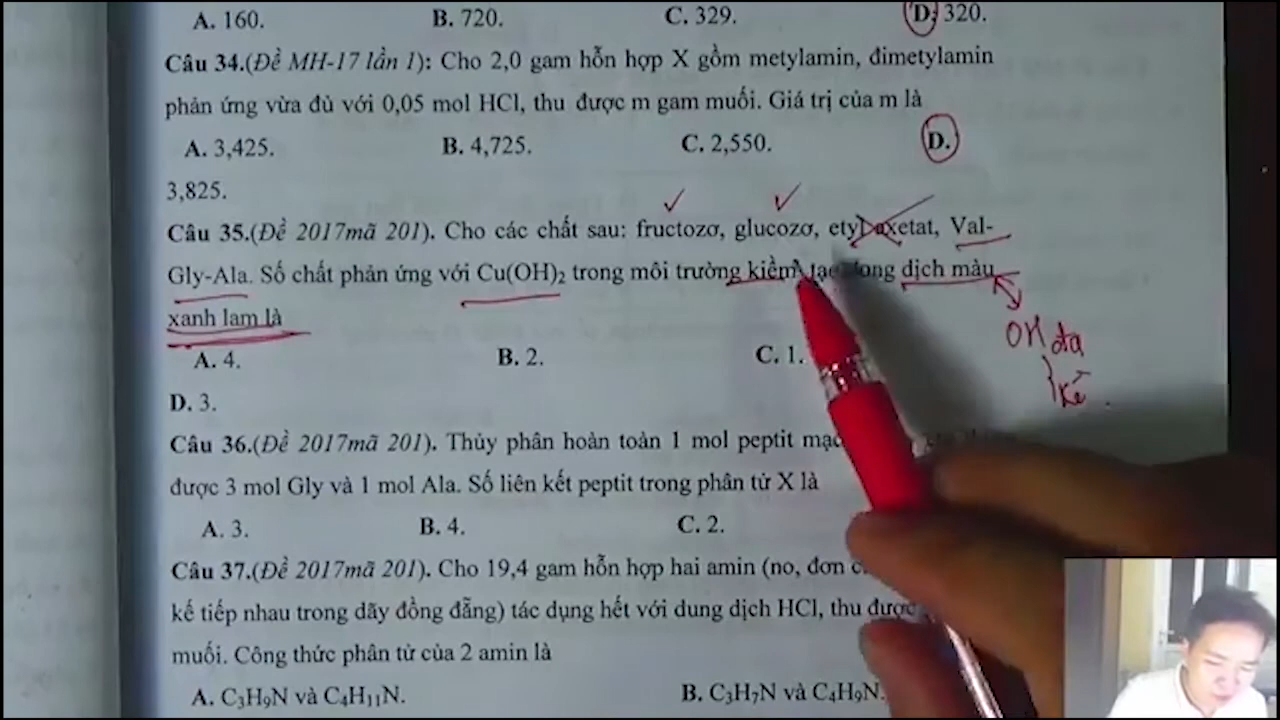 A. 160. B. 720. C. 329. D. 320.
Câu 34.(Đề MH-17 lần 1): Cho 2,0 gam hỗn hợp X gồm metylamin, đimetylamin
phản ứng vừa đủ với 0,05 mol HCl, thu được m gam muối. Giá trị của m là
A. 3,425. B. 4,725. C. 2,550. D.
3,825.
Câu 35.(Đề 2017mã 201). Cho các chất sau: fructozơ, glucozơ, etyl axetat, Val-
Gly-Ala. Số chất phản ứng với Cu(OH)₂ trong môi trường kiềm, dịch màu
xanh lam là
OH đa
kế
A. 4. B. 2. C. 1.
D. 3.
Câu 36.(Đề 2017mã 201). Thủy phân hoàn toàn 1 mol peptit
được 3 mol Gly và 1 mol Ala. Số liên kết peptit trong phân tử X là
A. 3. B. 4. C. 2.
Câu 37.(Đề 2017mã 201). Cho 19,4 gam hỗn hợp hai amin (no, đơn
kế tiếp nhau trong dãy đồng đẳng) tác dụng hết với dung dịch HCl, thu được
muối. Công thức phân tử của 2 amin là
A. C₃H₉N và C₄H₁₁N. B. C₃H₇N và C₄H₉N.